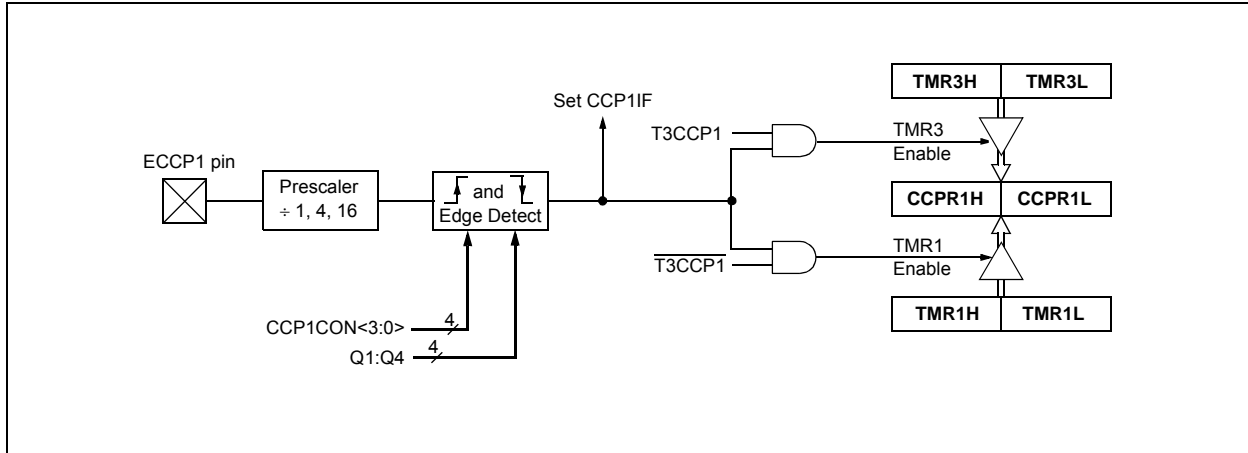 TMR3H TMR3L
Set CCP1IF
T3CCP1
TMR3
Enable
ECCP1 pin
Prescaler
÷ 1, 4, 16
and
Edge Detect
CCPR1H CCPR1L
T3CCP1
TMR1
Enable
TMR1H TMR1L
CCP1CON<3:0>
4
Q1:Q4
4